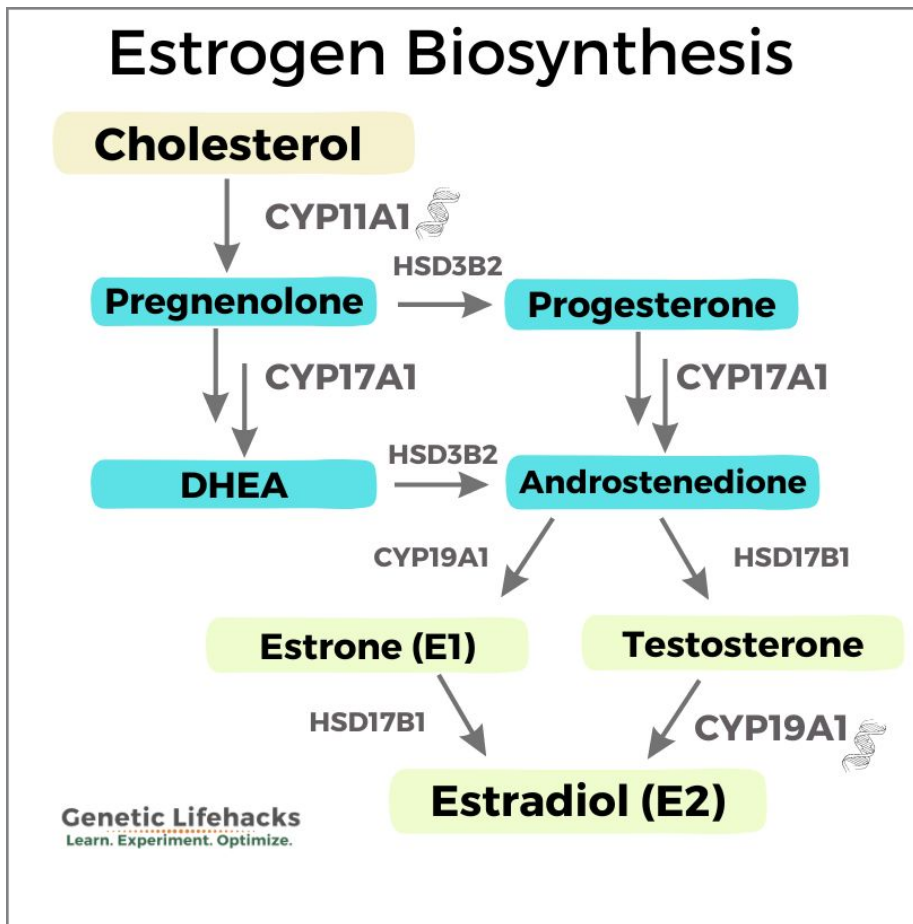 Estrogen Biosynthesis
Cholesterol
CYP11A1
HSD3B2
Pregnenolone
Progesterone
CYP17A1
CYP17A1
HSD3B2
DHEA
Androstenedione
CYP19A1
HSD17B1
Estrone (E1)
Testosterone
HSD17B1
CYP19A1
Estradiol (E2)
Genetic Lifehacks
Learn. Experiment. Optimize.